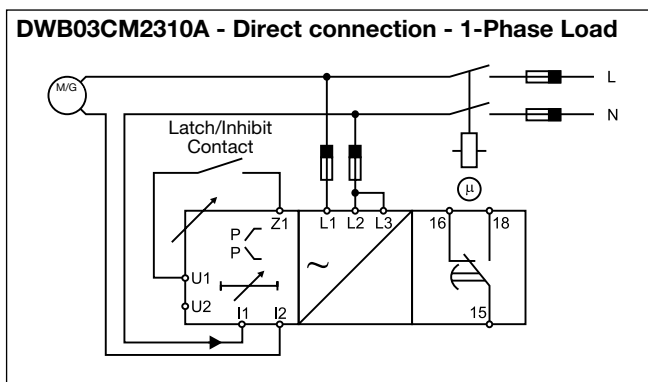 DWB03CM2310A - Direct connection - 1-Phase Load
M/G
L
N
Latch/Inhibit
Contact
μ
Z1
L1 L2 L3
16 18
P
P
~
U1
U2
15
I1 I2